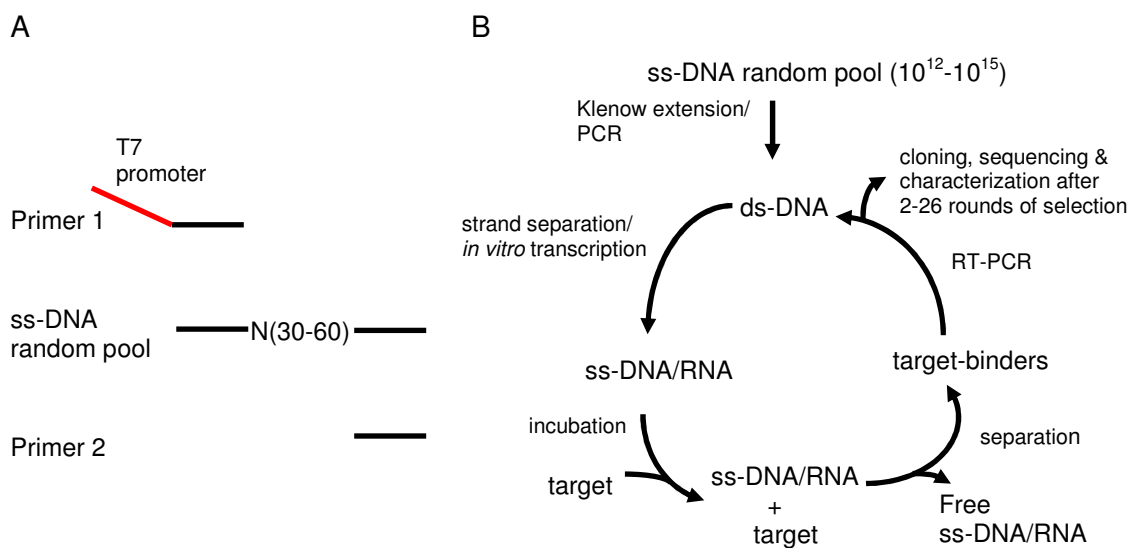 A
T7
promoter
Primer 1
ss-DNA
random pool
N(30-60)
Primer 2
B
ss-DNA random pool (10¹²-10¹⁵)
Klenow extension/
PCR
cloning, sequencing &
characterization after
2-26 rounds of selection
ds-DNA
strand separation/
in vitro transcription
RT-PCR
ss-DNA/RNA
target-binders
incubation
separation
target
ss-DNA/RNA
+
target
Free
ss-DNA/RNA